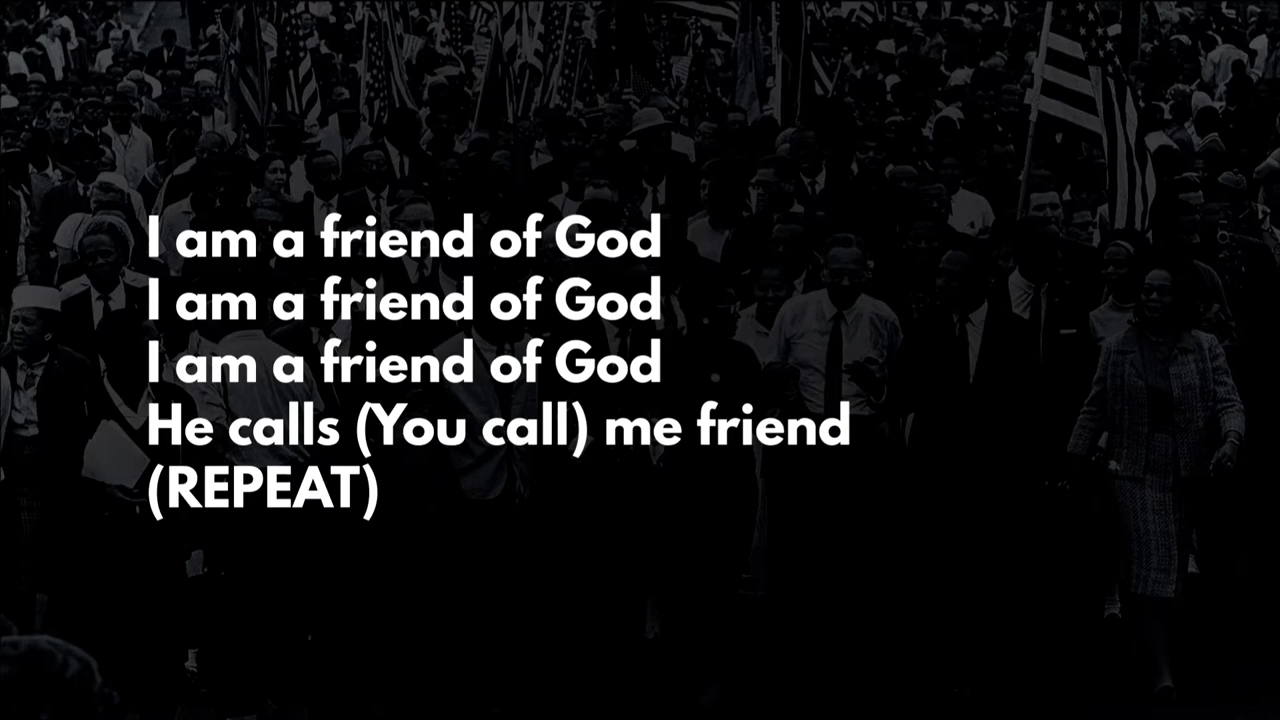 I am a friend of God
I am a friend of God
I am a friend of God
He calls (You call) me friend
(REPEAT)